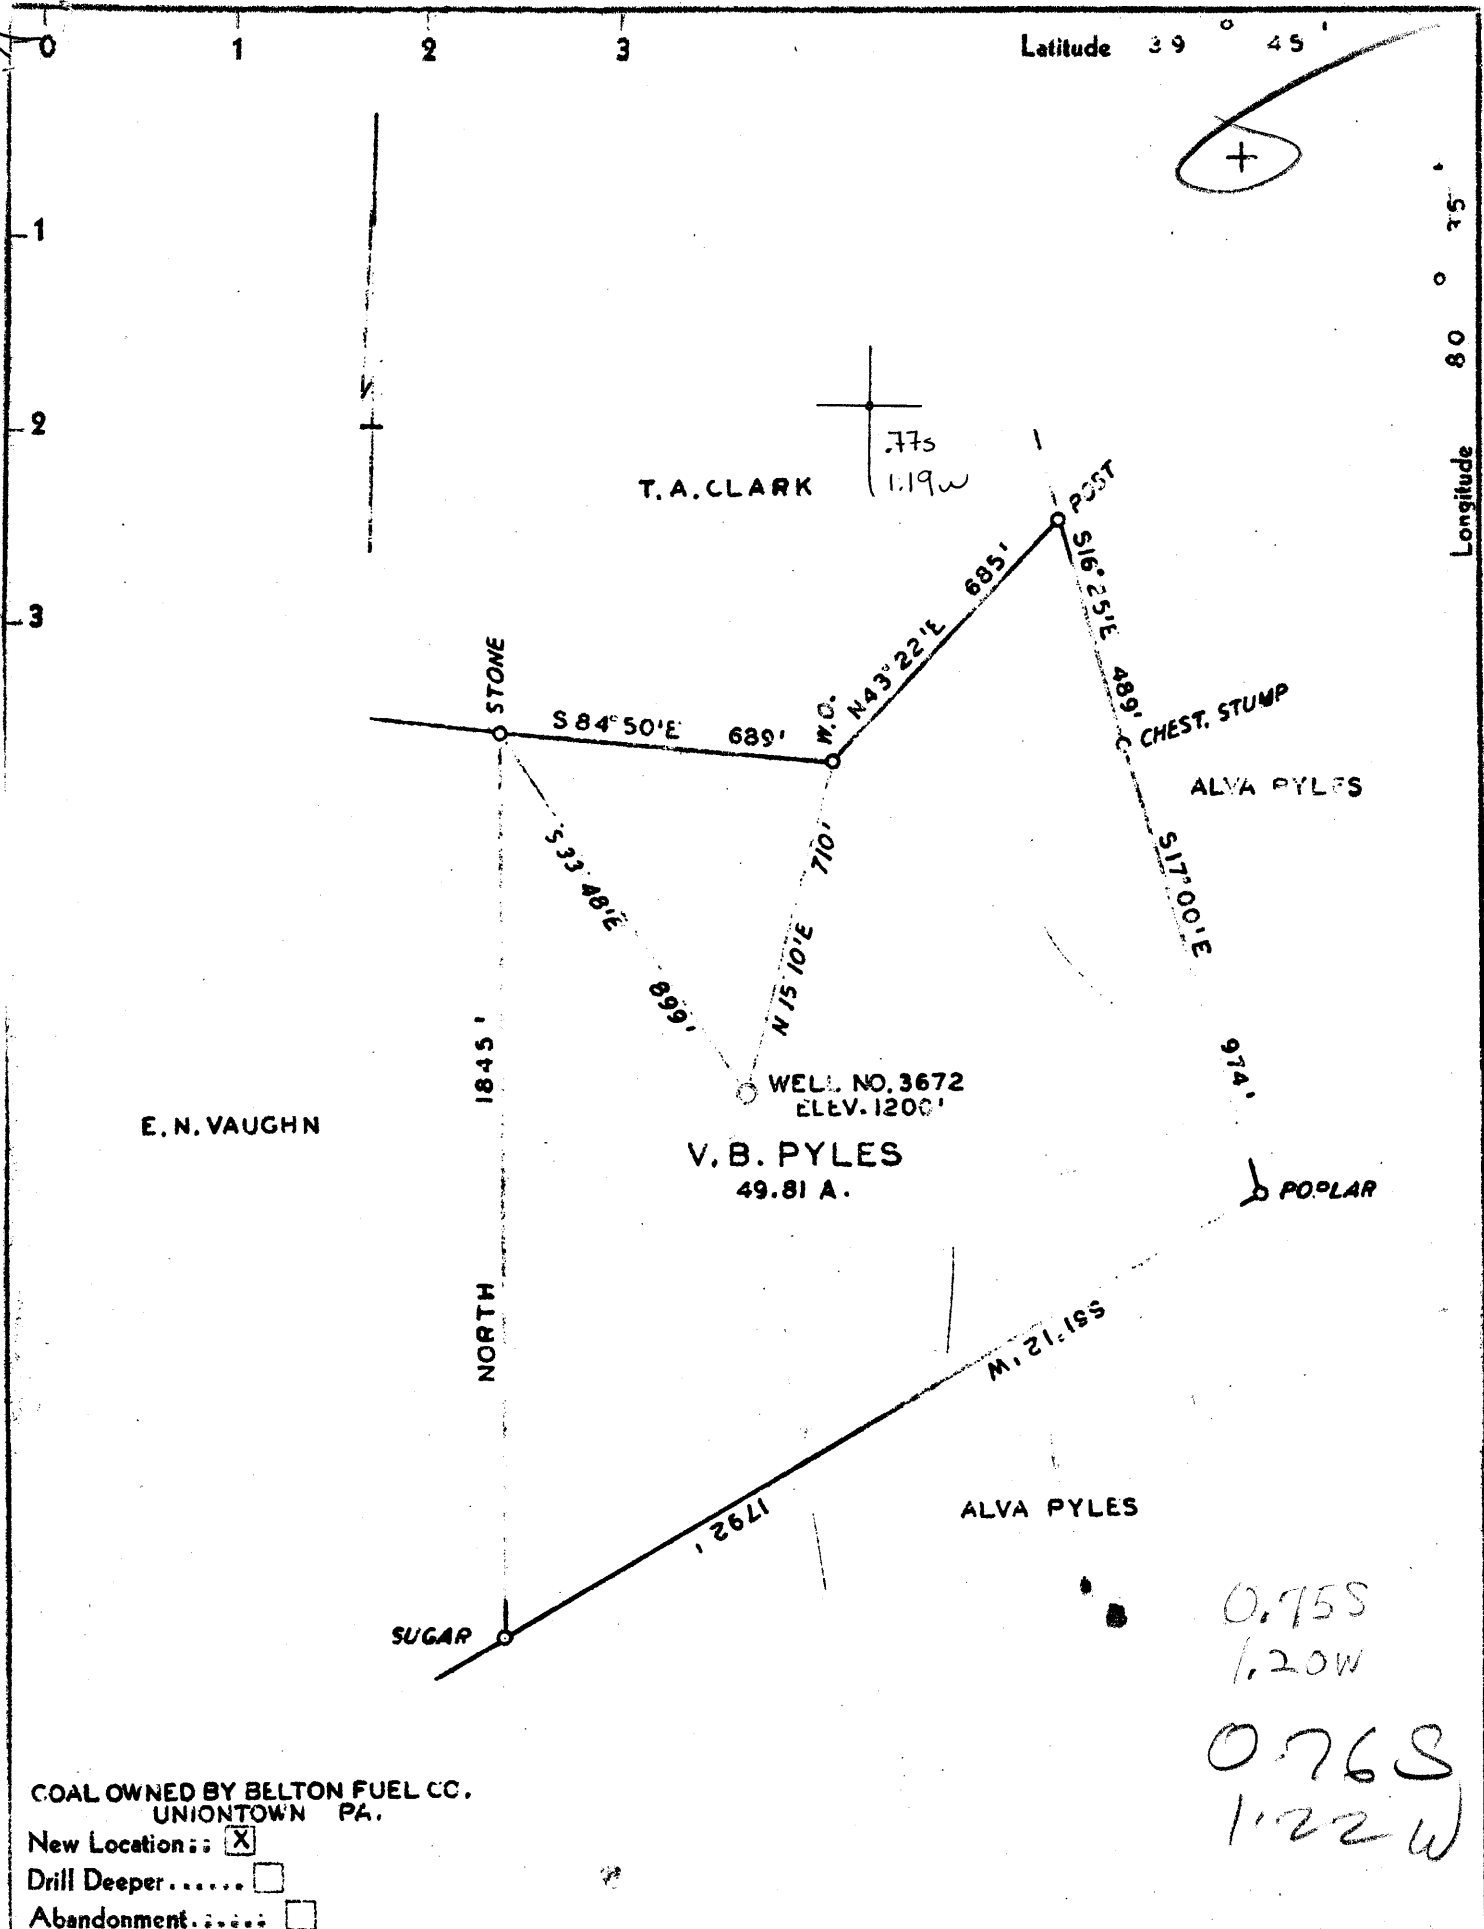 0 1 2 3 Latitude 39° 45'
1
2
3
Longitude 80° 35'
.77s
1.19w
T.A. CLARK
POST
S16°25'E 489'
685'
N43°22'E
STONE
S84°50'E 689'
W.O.
CHEST. STUMP
ALVA PYLES
S33°48'E
899'
710'
N15°10'E
S17°00'E
974'
1845'
NORTH
WELL NO. 3672
ELEV. 1200'
E.N. VAUGHN
V.B. PYLES
49.81 A.
POPLAR
S51°12'W
1792'
ALVA PYLES
SUGAR
0.75S
1.20W
0.76S
1.22W
COAL OWNED BY BELTON FUEL CO.
UNIONTOWN PA.
New Location:: X
Drill Deeper......
Abandonment......